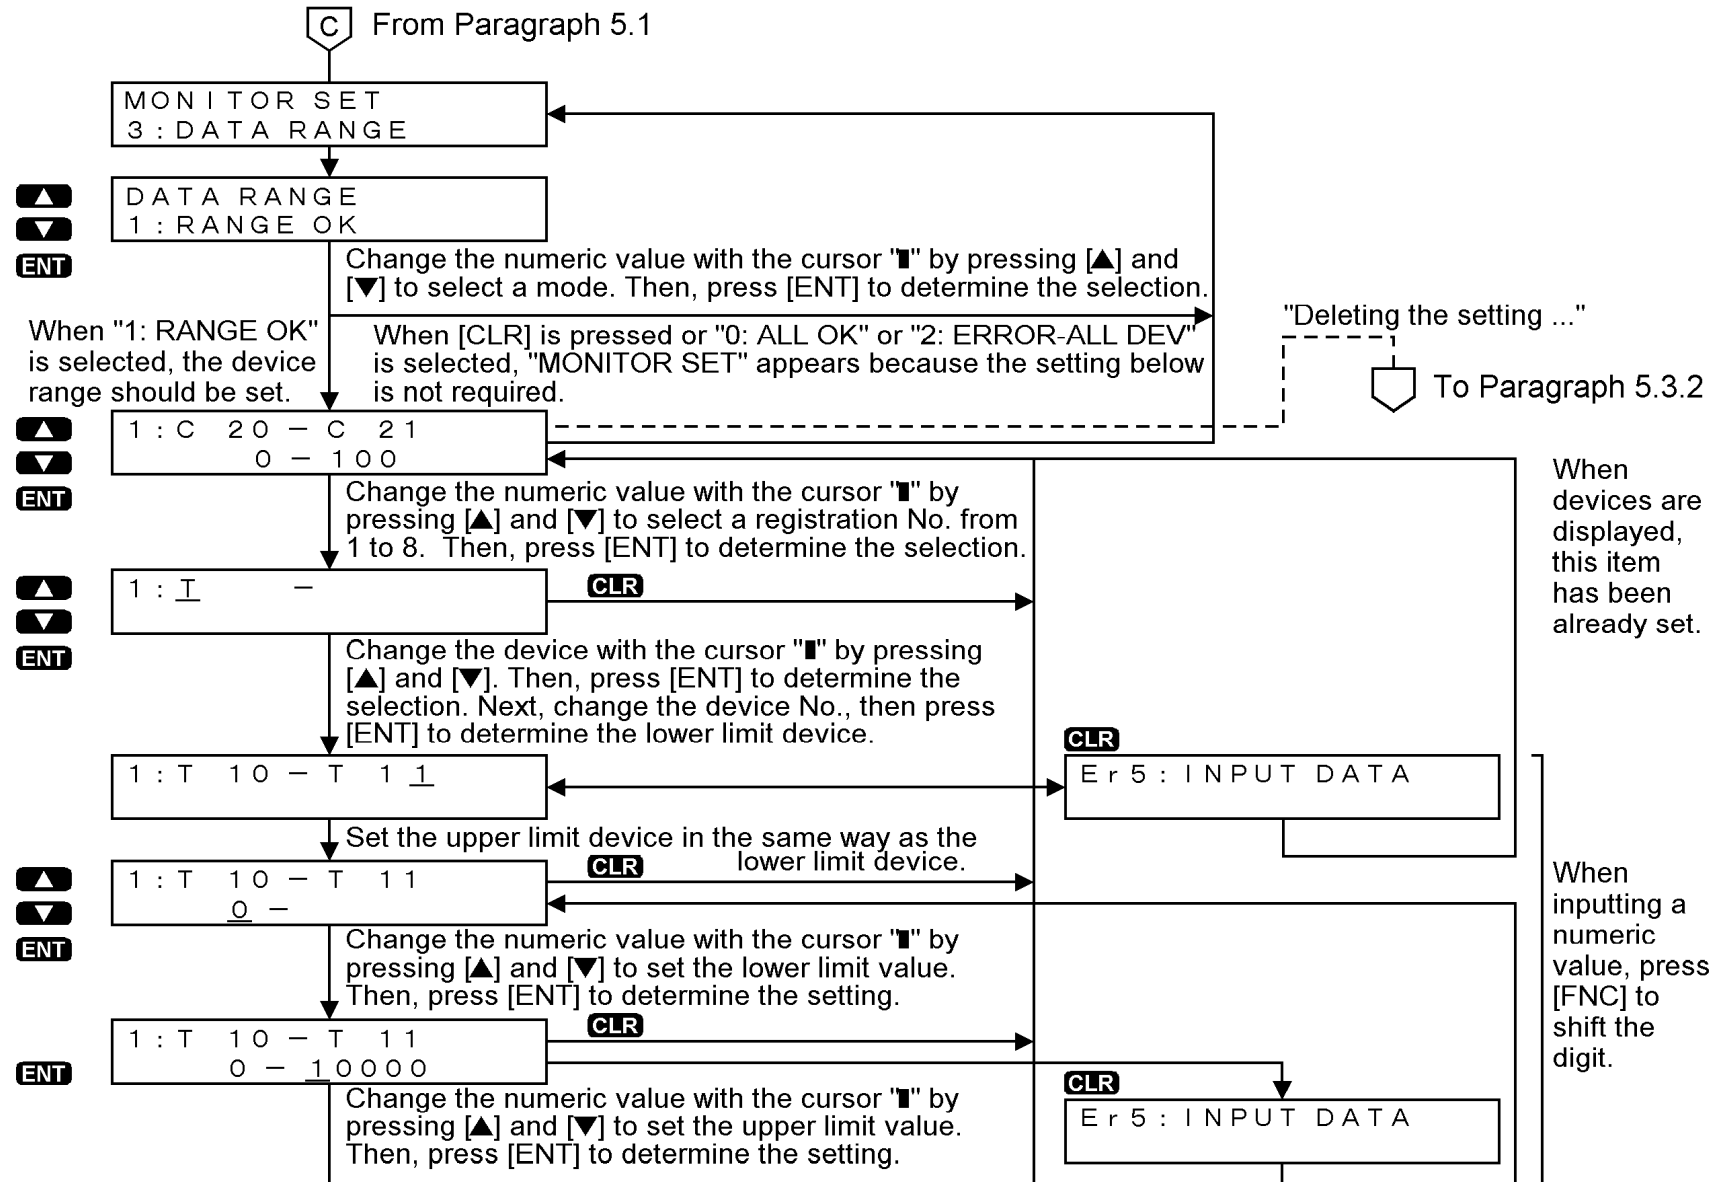 C From Paragraph 5.1
MONITOR SET
3:DATA RANGE
DATA RANGE
1:RANGE OK
ENT
Change the numeric value with the cursor "▮" by pressing [▲] and
[▼] to select a mode. Then, press [ENT] to determine the selection.
When "1: RANGE OK"
is selected, the device
range should be set.
When [CLR] is pressed or "0: ALL OK" or "2: ERROR-ALL DEV"
is selected, "MONITOR SET" appears because the setting below
is not required.
"Deleting the setting ..."
To Paragraph 5.3.2
1:C 20－C 21
0－100
ENT
Change the numeric value with the cursor "▮" by
pressing [▲] and [▼] to select a registration No. from
1 to 8. Then, press [ENT] to determine the selection.
When
devices are
displayed,
this item
has been
already set.
1:T －
CLR
ENT
Change the device with the cursor "▮" by pressing
[▲] and [▼]. Then, press [ENT] to determine the
selection. Next, change the device No., then press
[ENT] to determine the lower limit device.
1:T 10－T 11
CLR
Er5:INPUT DATA
Set the upper limit device in the same way as the
lower limit device.
1:T 10－T 11
0－
CLR
ENT
Change the numeric value with the cursor "▮" by
pressing [▲] and [▼] to set the lower limit value.
Then, press [ENT] to determine the setting.
When
inputting a
numeric
value, press
[FNC] to
shift the
digit.
1:T 10－T 11
0－10000
CLR
ENT
CLR
Er5:INPUT DATA
Change the numeric value with the cursor "▮" by
pressing [▲] and [▼] to set the upper limit value.
Then, press [ENT] to determine the setting.